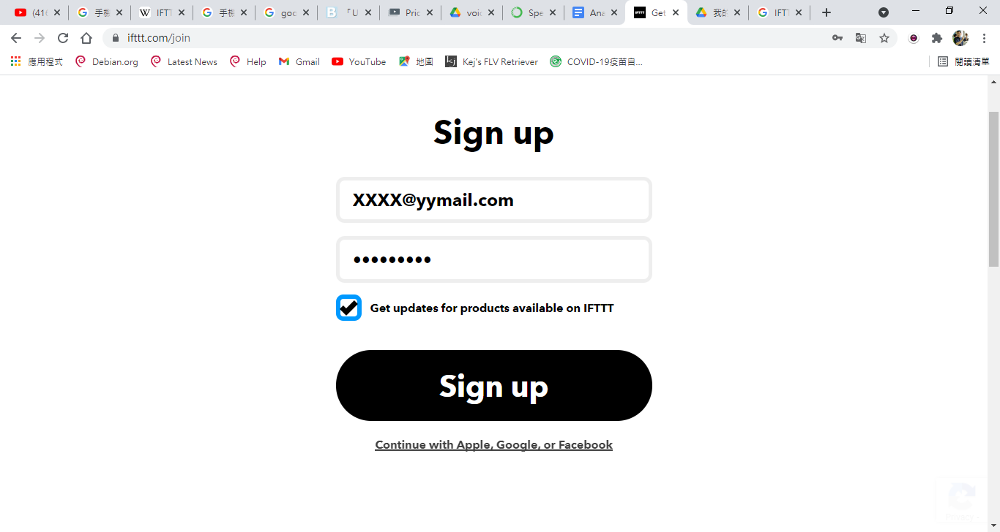 (416
手機
IFTT
手機
goo
「U
Pric
voic
Spe
Ana
Get
我的
IFTT
ifttt.com/join
應用程式 Debian.org Latest News Help Gmail YouTube 地圖 Kej's FLV Retriever COVID-19疫苗自... 閱讀清單
Sign up
XXXX@yymail.com
Get updates for products available on IFTTT
Sign up
Continue with Apple, Google, or Facebook